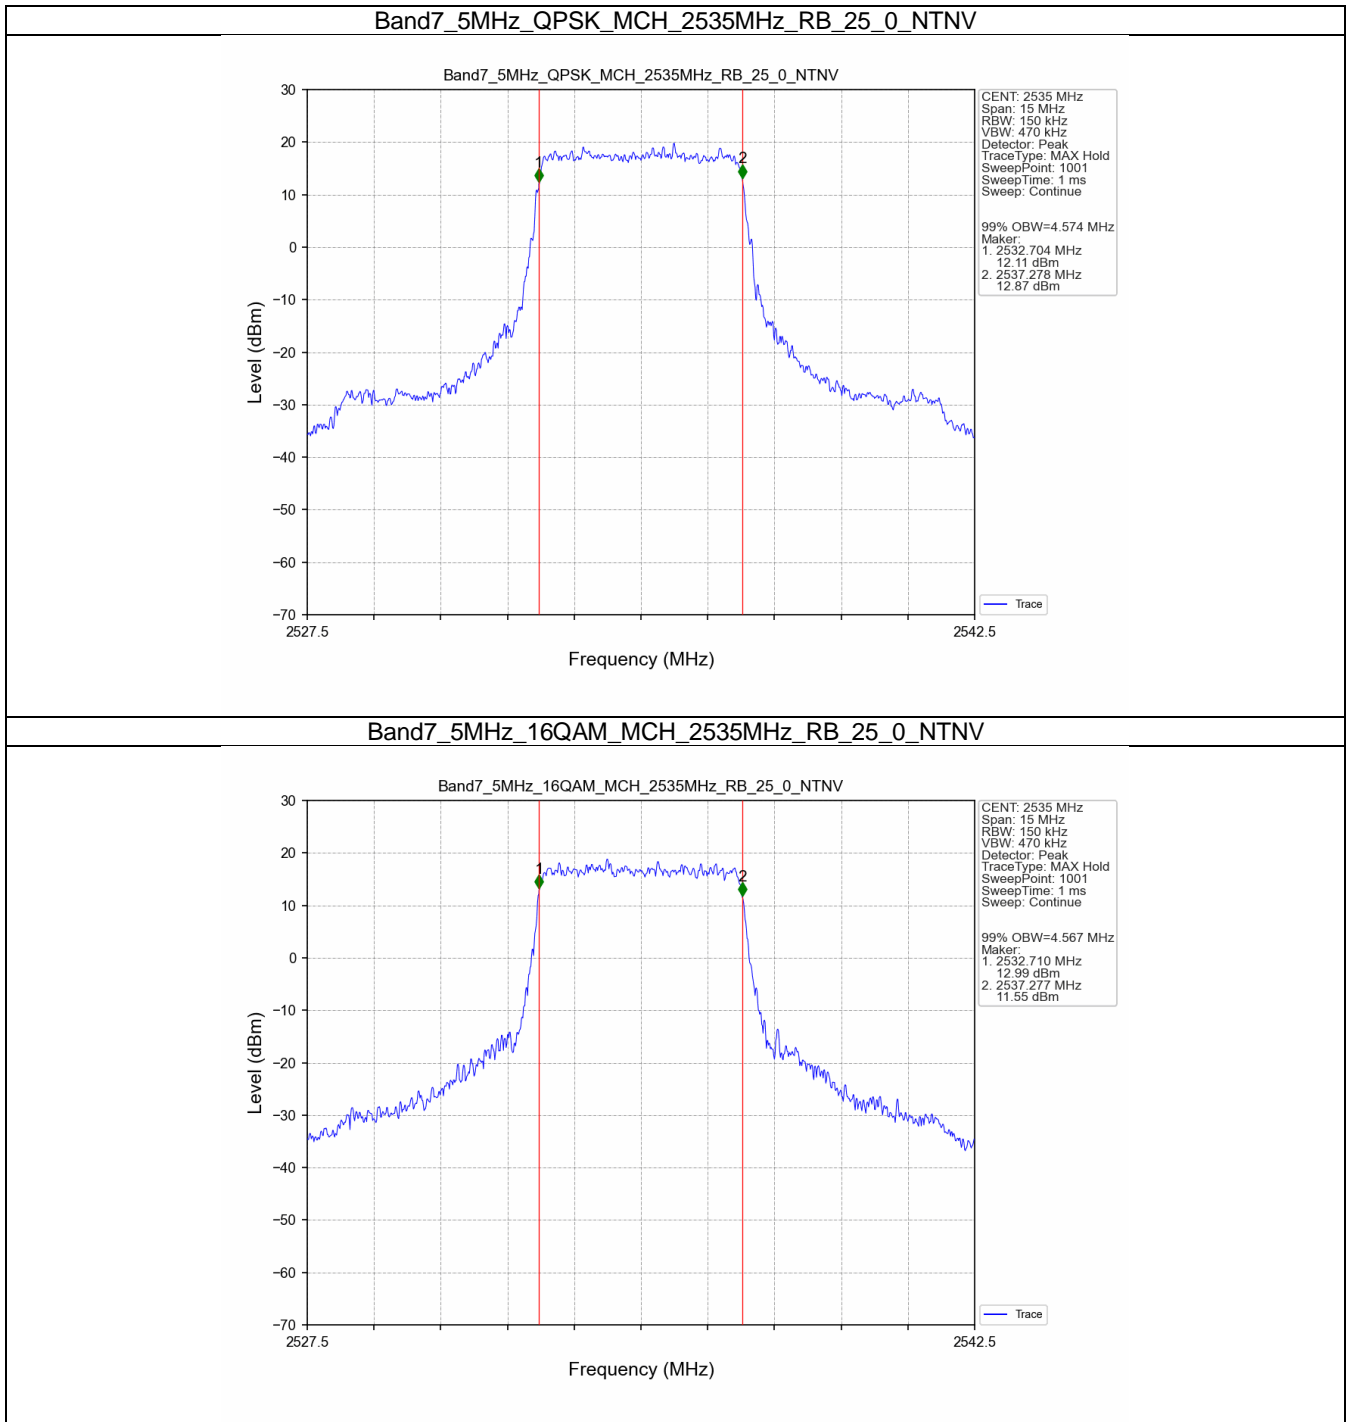 Band7_5MHz_QPSK_MCH_2535MHz_RB_25_0_NTNV
Band7_5MHz_QPSK_MCH_2535MHz_RB_25_0_NTNV
30
20
10
0
−10
−20
−30
−40
−50
−60
−70
Level (dBm)
1
2
2527.5
2542.5
Frequency (MHz)
CENT: 2535 MHz
Span: 15 MHz
RBW: 150 kHz
VBW: 470 kHz
Detector: Peak
TraceType: MAX Hold
SweepPoint: 1001
SweepTime: 1 ms
Sweep: Continue
99% OBW=4.574 MHz
Maker:
1. 2532.704 MHz
12.11 dBm
2. 2537.278 MHz
12.87 dBm
Trace
Band7_5MHz_16QAM_MCH_2535MHz_RB_25_0_NTNV
Band7_5MHz_16QAM_MCH_2535MHz_RB_25_0_NTNV
30
20
10
0
−10
−20
−30
−40
−50
−60
−70
Level (dBm)
1
2
2527.5
2542.5
Frequency (MHz)
CENT: 2535 MHz
Span: 15 MHz
RBW: 150 kHz
VBW: 470 kHz
Detector: Peak
TraceType: MAX Hold
SweepPoint: 1001
SweepTime: 1 ms
Sweep: Continue
99% OBW=4.567 MHz
Maker:
1. 2532.710 MHz
12.99 dBm
2. 2537.277 MHz
11.55 dBm
Trace